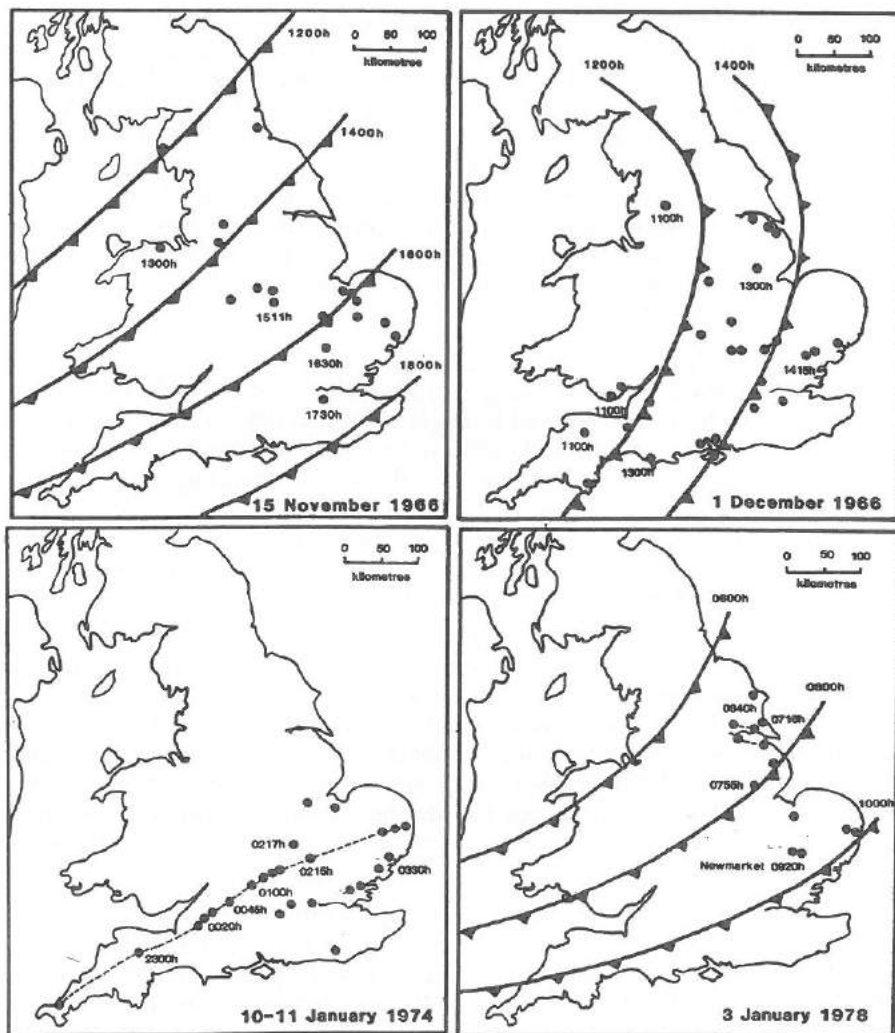 1200h
0 50 100
kilometres
1400h
1300h
1600h
1511h
1630h
1800h
1730h
15 November 1966
1200h
1400h
0 50 100
kilometres
1100h
1300h
1415h
1100h
1100h
1300h
1 December 1966
0 50 100
kilometres
0217h
0215h
0330h
0100h
0045h
0020h
2300h
10-11 January 1974
0 50 100
kilometres
0600h
0800h
0640h
0716h
0755h
1000h
Newmarket 0920h
3 January 1978